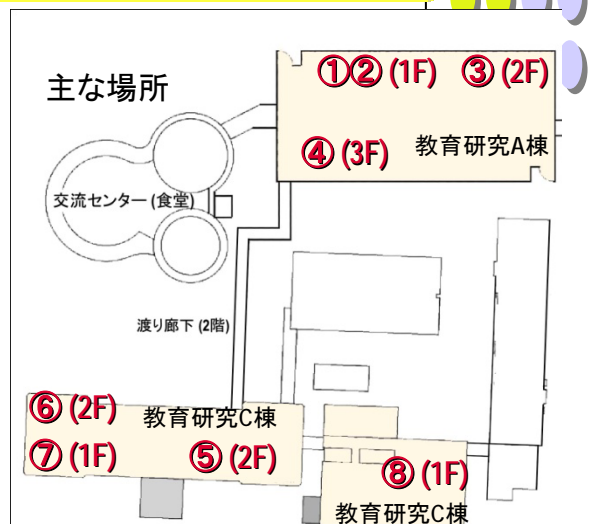 主な場所
①② (1F) ③ (2F)
④ (3F) 教育研究A棟
交流センター (食堂)
渡り廊下 (2階)
⑥ (2F) 教育研究C棟
⑦ (1F) ⑤ (2F)
⑧ (1F)
教育研究C棟